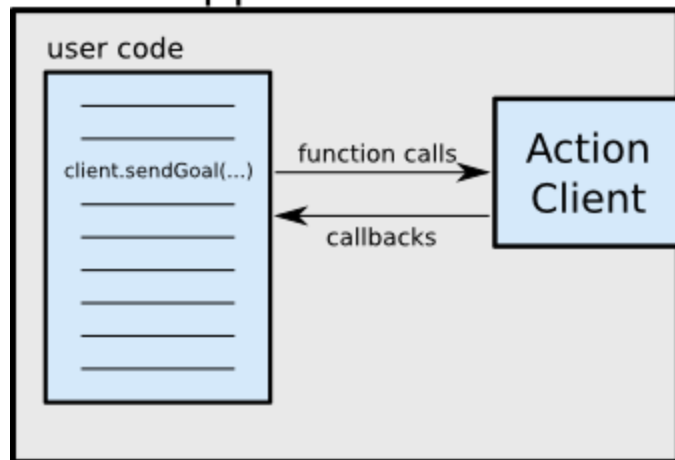 user code
client.sendGoal(...)
function calls
callbacks
Action
Client